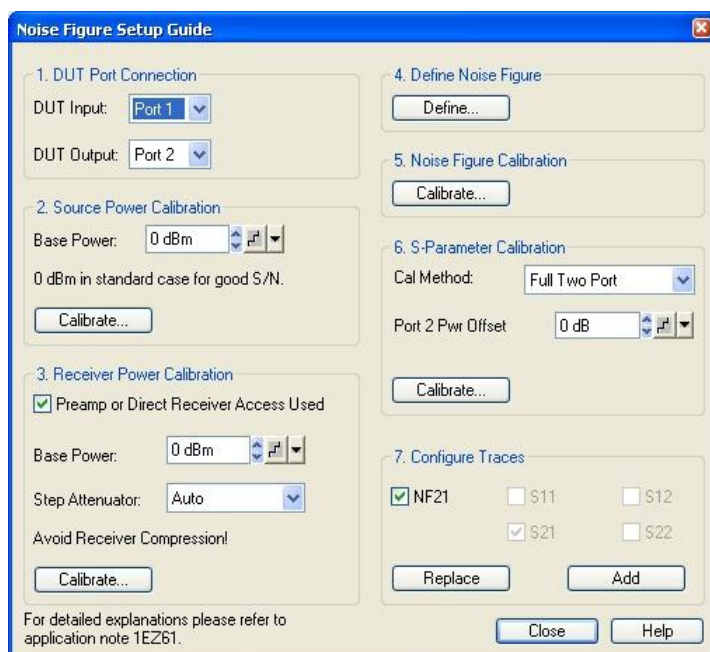 Noise Figure Setup Guide
1. DUT Port Connection
DUT Input: Port 1
DUT Output: Port 2
2. Source Power Calibration
Base Power: 0 dBm
0 dBm in standard case for good S/N.
Calibrate...
3. Receiver Power Calibration
Preamp or Direct Receiver Access Used
Base Power: 0 dBm
Step Attenuator: Auto
Avoid Receiver Compression!
Calibrate...
For detailed explanations please refer to
application note 1EZ61.
4. Define Noise Figure
Define...
5. Noise Figure Calibration
Calibrate...
6. S-Parameter Calibration
Cal Method: Full Two Port
Port 2 Pwr Offset 0 dB
Calibrate...
7. Configure Traces
NF21 S11 S12
S21 S22
Replace Add
Close Help